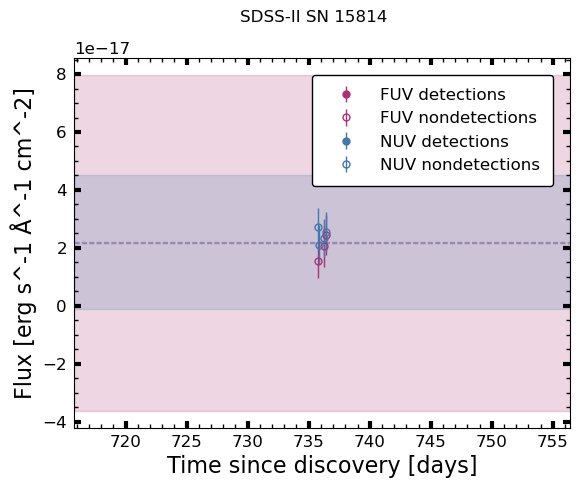 SDSS-II SN 15814
1e−17
8
6
4
2
0
−2
−4
Flux [erg s^-1 Å^-1 cm^-2]
FUV detections
FUV nondetections
NUV detections
NUV nondetections
720 725 730 735 740 745 750 755
Time since discovery [days]